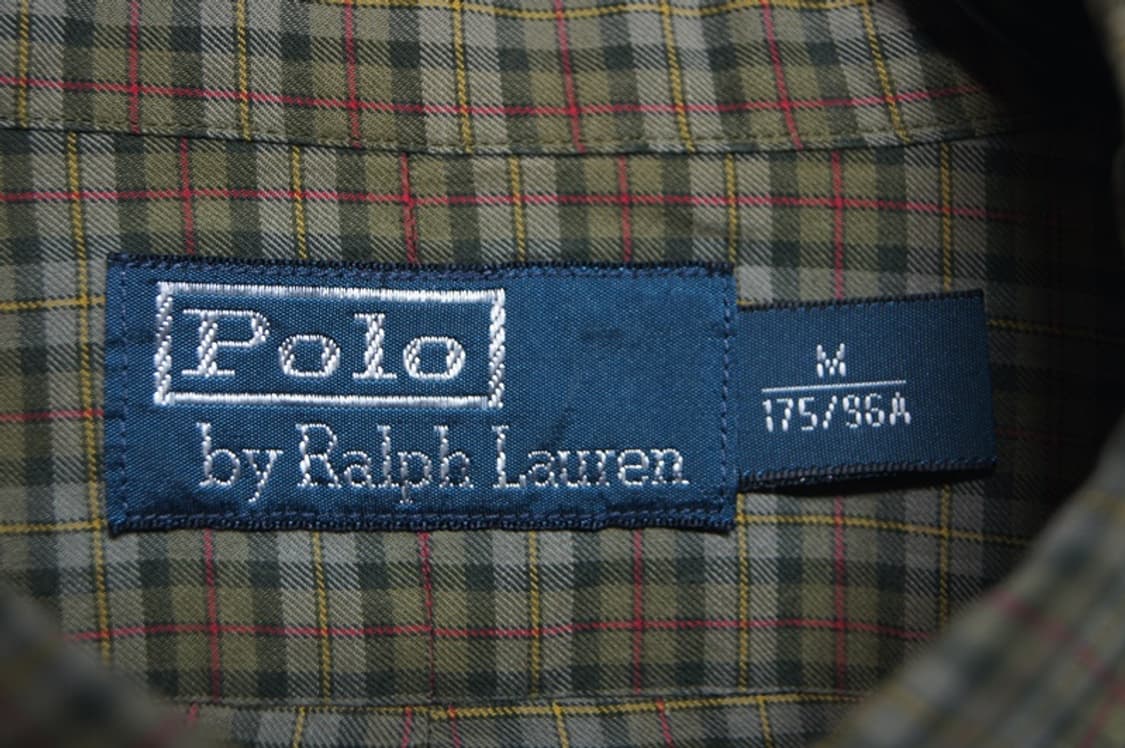 Polo
by Ralph Lauren
M
175/96A